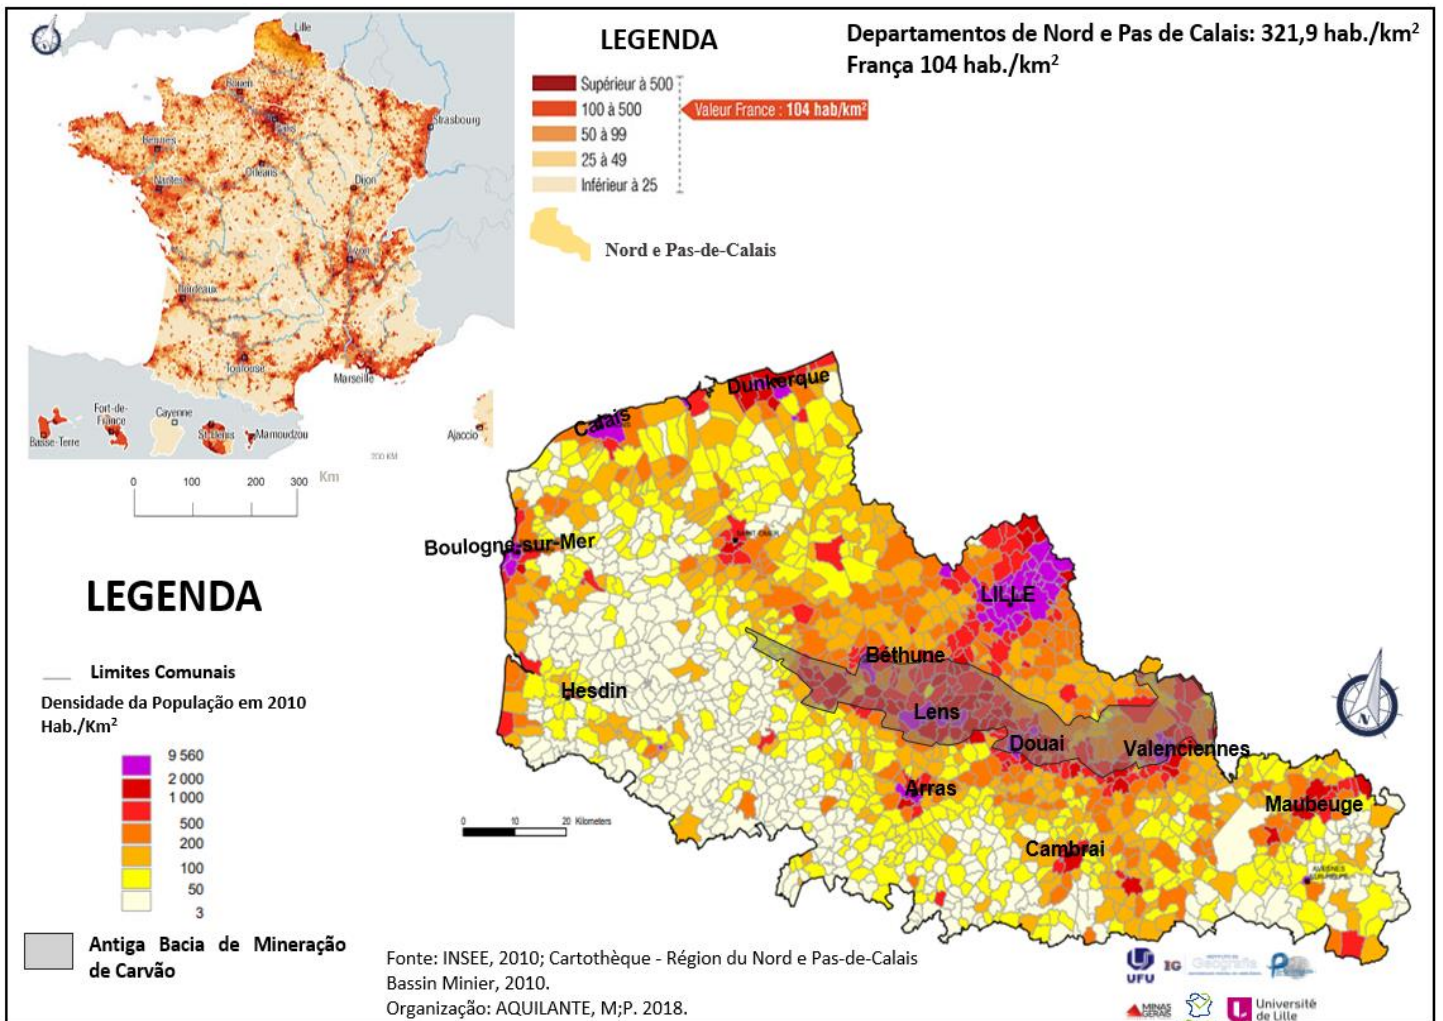 Lille
Rouen
Paris
Strasbourg
Rennes
Orléans
Nantes
Dijon
Lyon
Bordeaux
Toulouse
Marseille
Fort-de-
France
Cayenne
Basse-Terre
St-Denis
Mamoudzou
Ajaccio
200 KM
0 100 200 300 Km
LEGENDA
Supérieur à 500
100 à 500
50 à 99
25 à 49
Inférieur à 25
Valeur France : 104 hab/km²
Nord e Pas-de-Calais
Departamentos de Nord e Pas de Calais: 321,9 hab./km²
França 104 hab./km²
Dunkerque
Calais
Boulogne-sur-Mer
LILLE
Béthune
Hesdin
Lens
Douai
Valenciennes
Arras
Maubeuge
Cambrai
0 10 20 Kilometers
N
LEGENDA
Limites Comunais
Densidade da População em 2010
Hab./Km²
9 560
2 000
1 000
500
200
100
50
3
Antiga Bacia de Mineração
de Carvão
Fonte: INSEE, 2010; Cartothèque - Région du Nord e Pas-de-Calais
Bassin Minier, 2010.
Organização: AQUILANTE, M;P. 2018.
UFU
IG
Geografia
MINAS
GERAIS
Université
de Lille